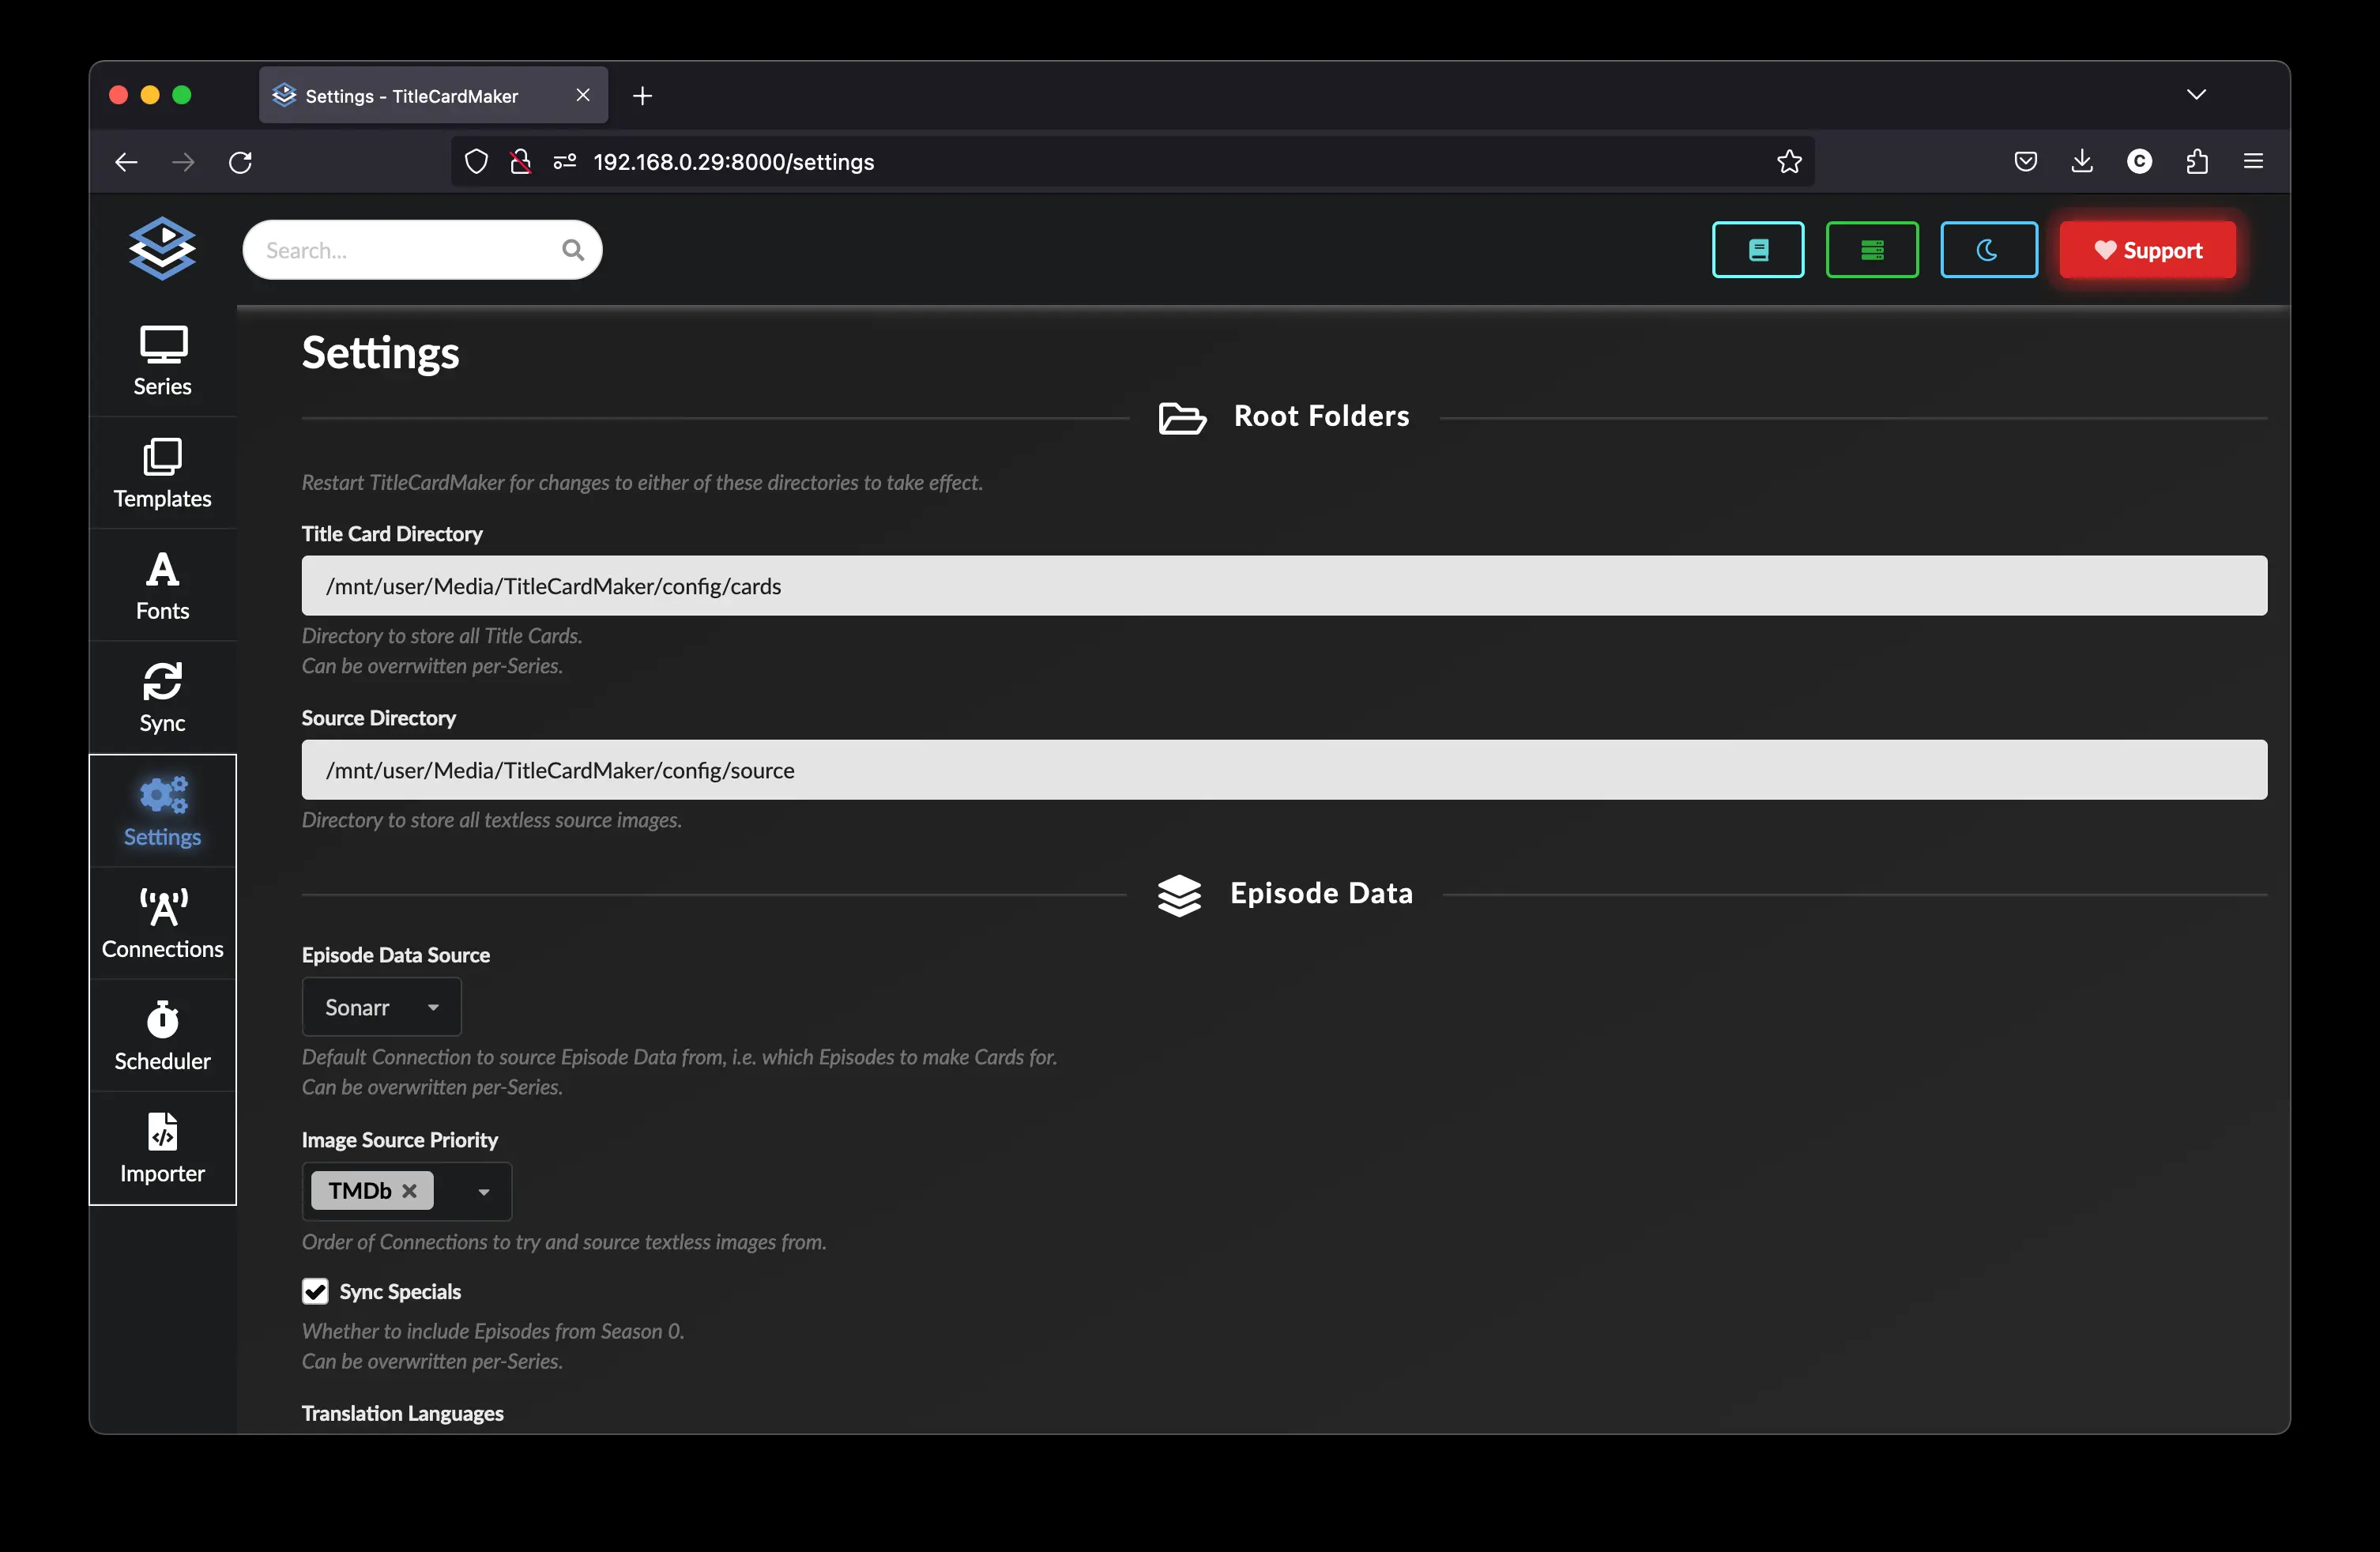 Settings - TitleCardMaker
192.168.0.29:8000/settings
C
Search...
Support
Series
Templates
Fonts
Sync
Settings
Connections
Scheduler
Importer
Settings
Root Folders
Restart TitleCardMaker for changes to either of these directories to take effect.
Title Card Directory
/mnt/user/Media/TitleCardMaker/config/cards
Directory to store all Title Cards.
Can be overrwitten per-Series.
Source Directory
/mnt/user/Media/TitleCardMaker/config/source
Directory to store all textless source images.
Episode Data
Episode Data Source
Sonarr
Default Connection to source Episode Data from, i.e. which Episodes to make Cards for.
Can be overwritten per-Series.
Image Source Priority
TMDb
Order of Connections to try and source textless images from.
Sync Specials
Whether to include Episodes from Season 0.
Can be overwritten per-Series.
Translation Languages